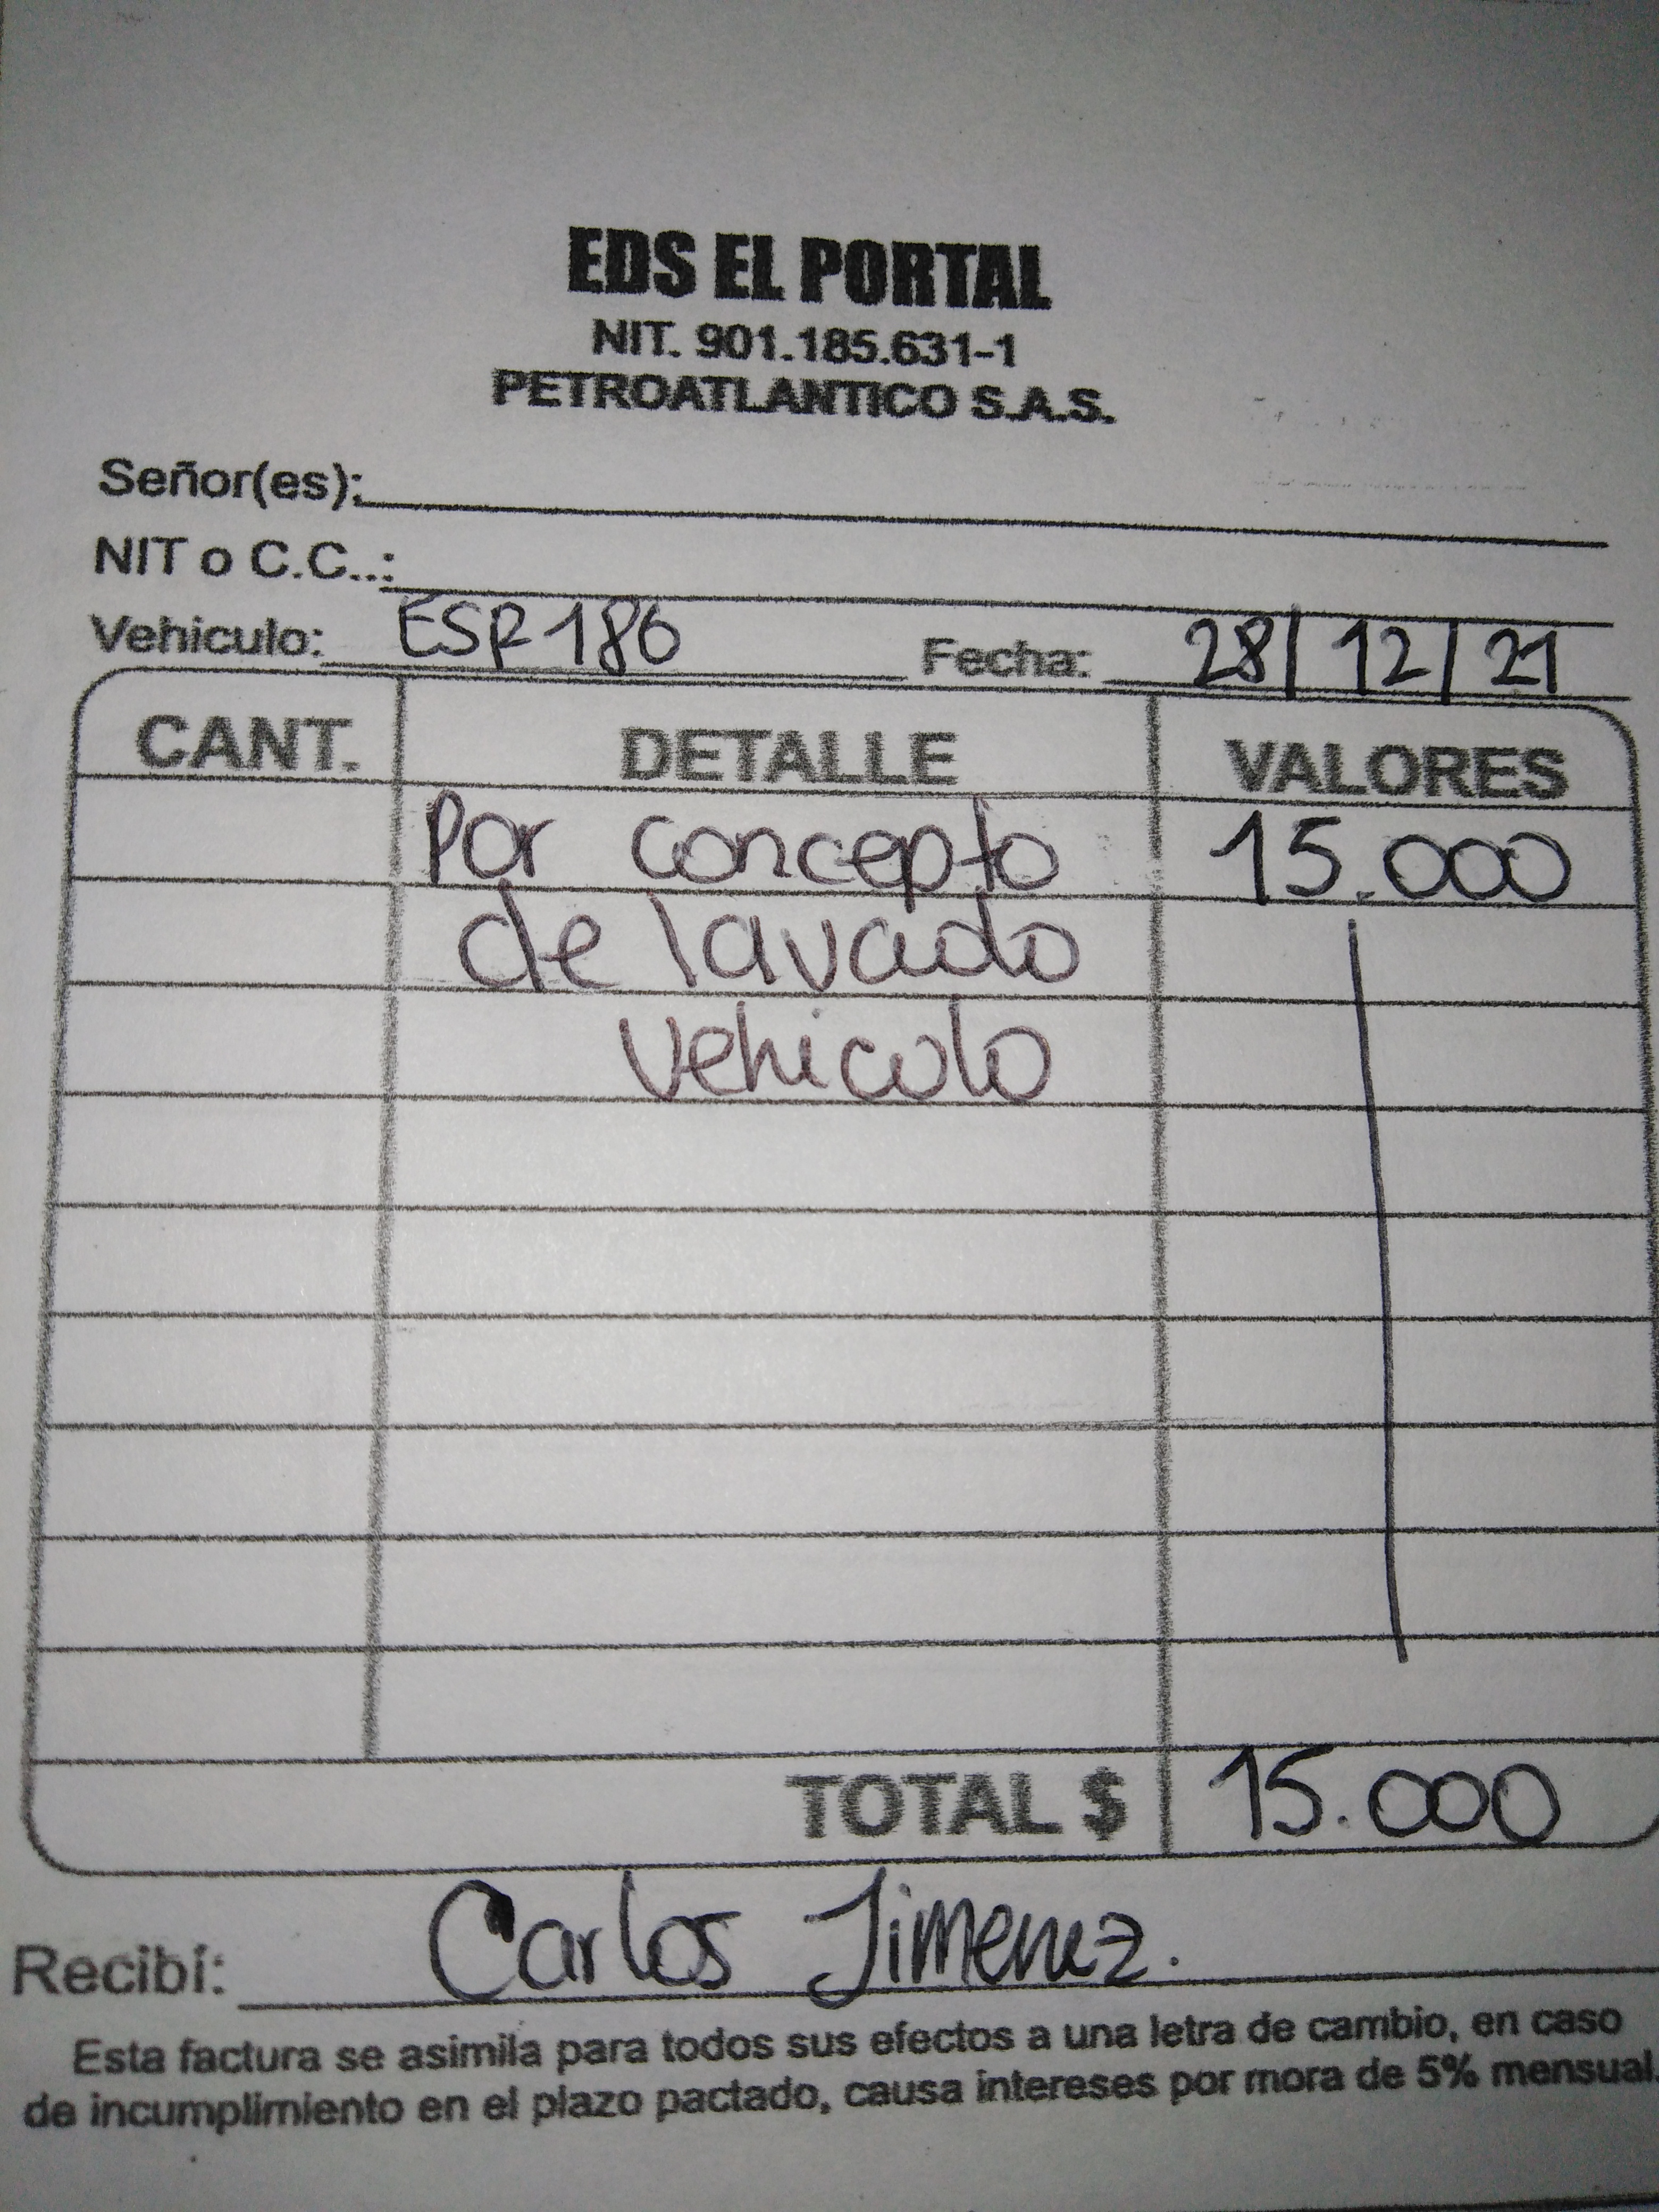 EDS EL PORTAL
NIT. 901.185.631-1
PETROATLANTICO S.A.S.
Señor(es):
NIT o C.C..:
Vehiculo: ESR186 Fecha: 28/12/21
CANT. DETALLE VALORES
Por concepto 15.000
de lavado
vehiculo
TOTAL $ 15.000
Recibí: Carlos Jimenez.
Esta factura se asimila para todos sus efectos a una letra de cambio, en caso
de incumplimiento en el plazo pactado, causa intereses por mora de 5% mensual.